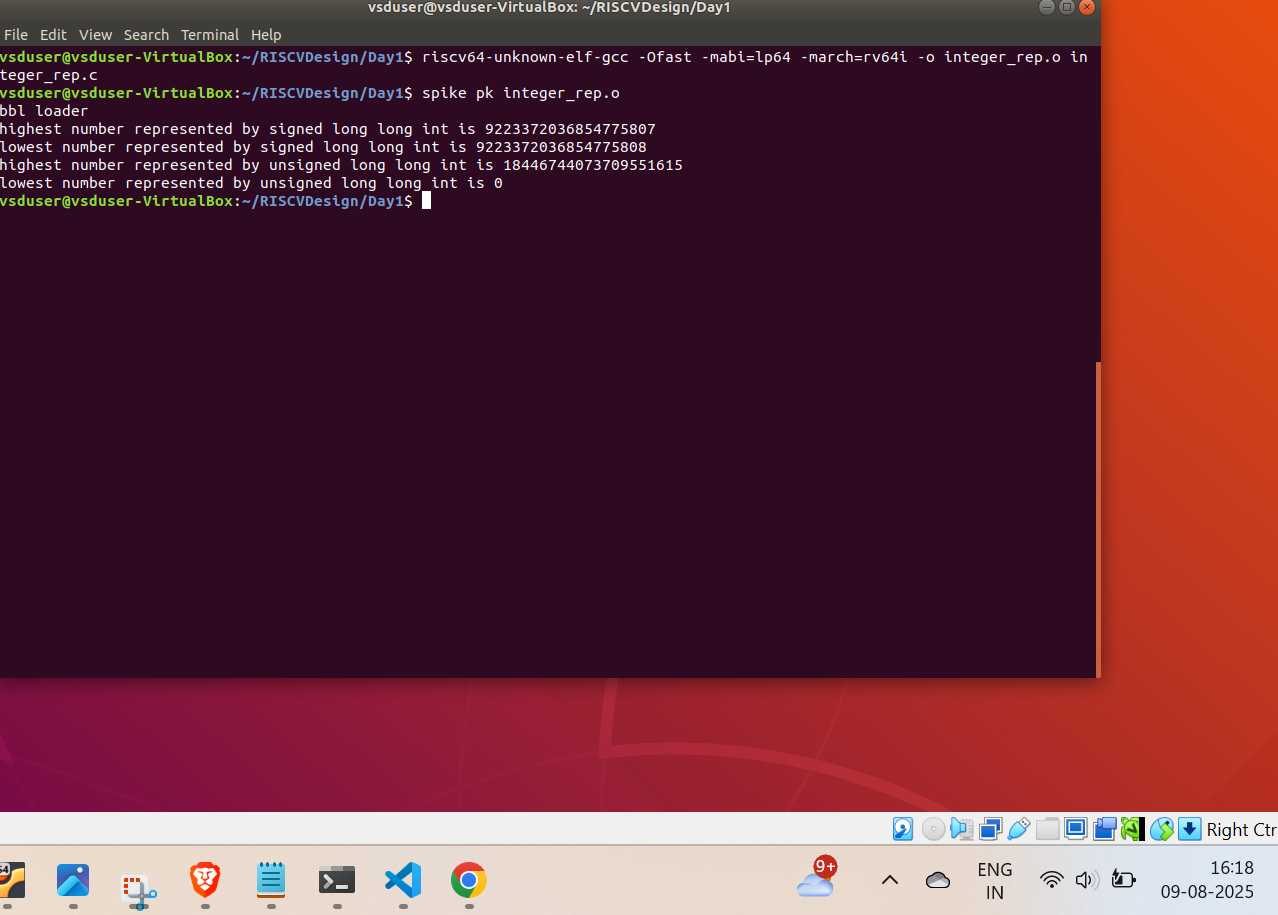 vsduser@vsduser-VirtualBox: ~/RISCVDesign/Day1
File Edit View Search Terminal Help
vsduser@vsduser-VirtualBox:~/RISCVDesign/Day1$ riscv64-unknown-elf-gcc -Ofast -mabi=lp64 -march=rv64i -o integer_rep.o in
teger_rep.c
vsduser@vsduser-VirtualBox:~/RISCVDesign/Day1$ spike pk integer_rep.o
bbl loader
highest number represented by signed long long int is 9223372036854775807
lowest number represented by signed long long int is 9223372036854775808
highest number represented by unsigned long long int is 18446744073709551615
lowest number represented by unsigned long long int is 0
vsduser@vsduser-VirtualBox:~/RISCVDesign/Day1$
Right Ctr
64
9+
ENG
IN
16:18
09-08-2025